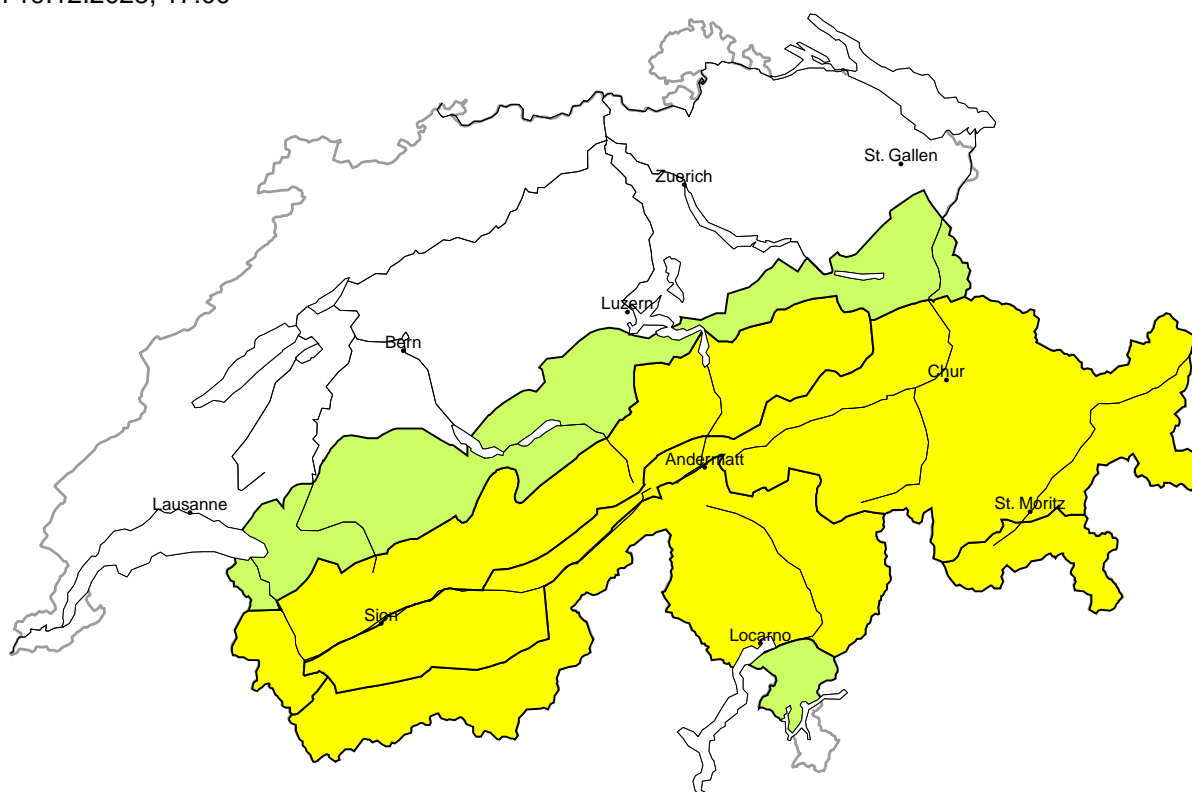 St. Gallen
Zuerich
Luzern
Bern
Chur
Andermatt
Lausanne
St. Moritz
Sion
Locarno